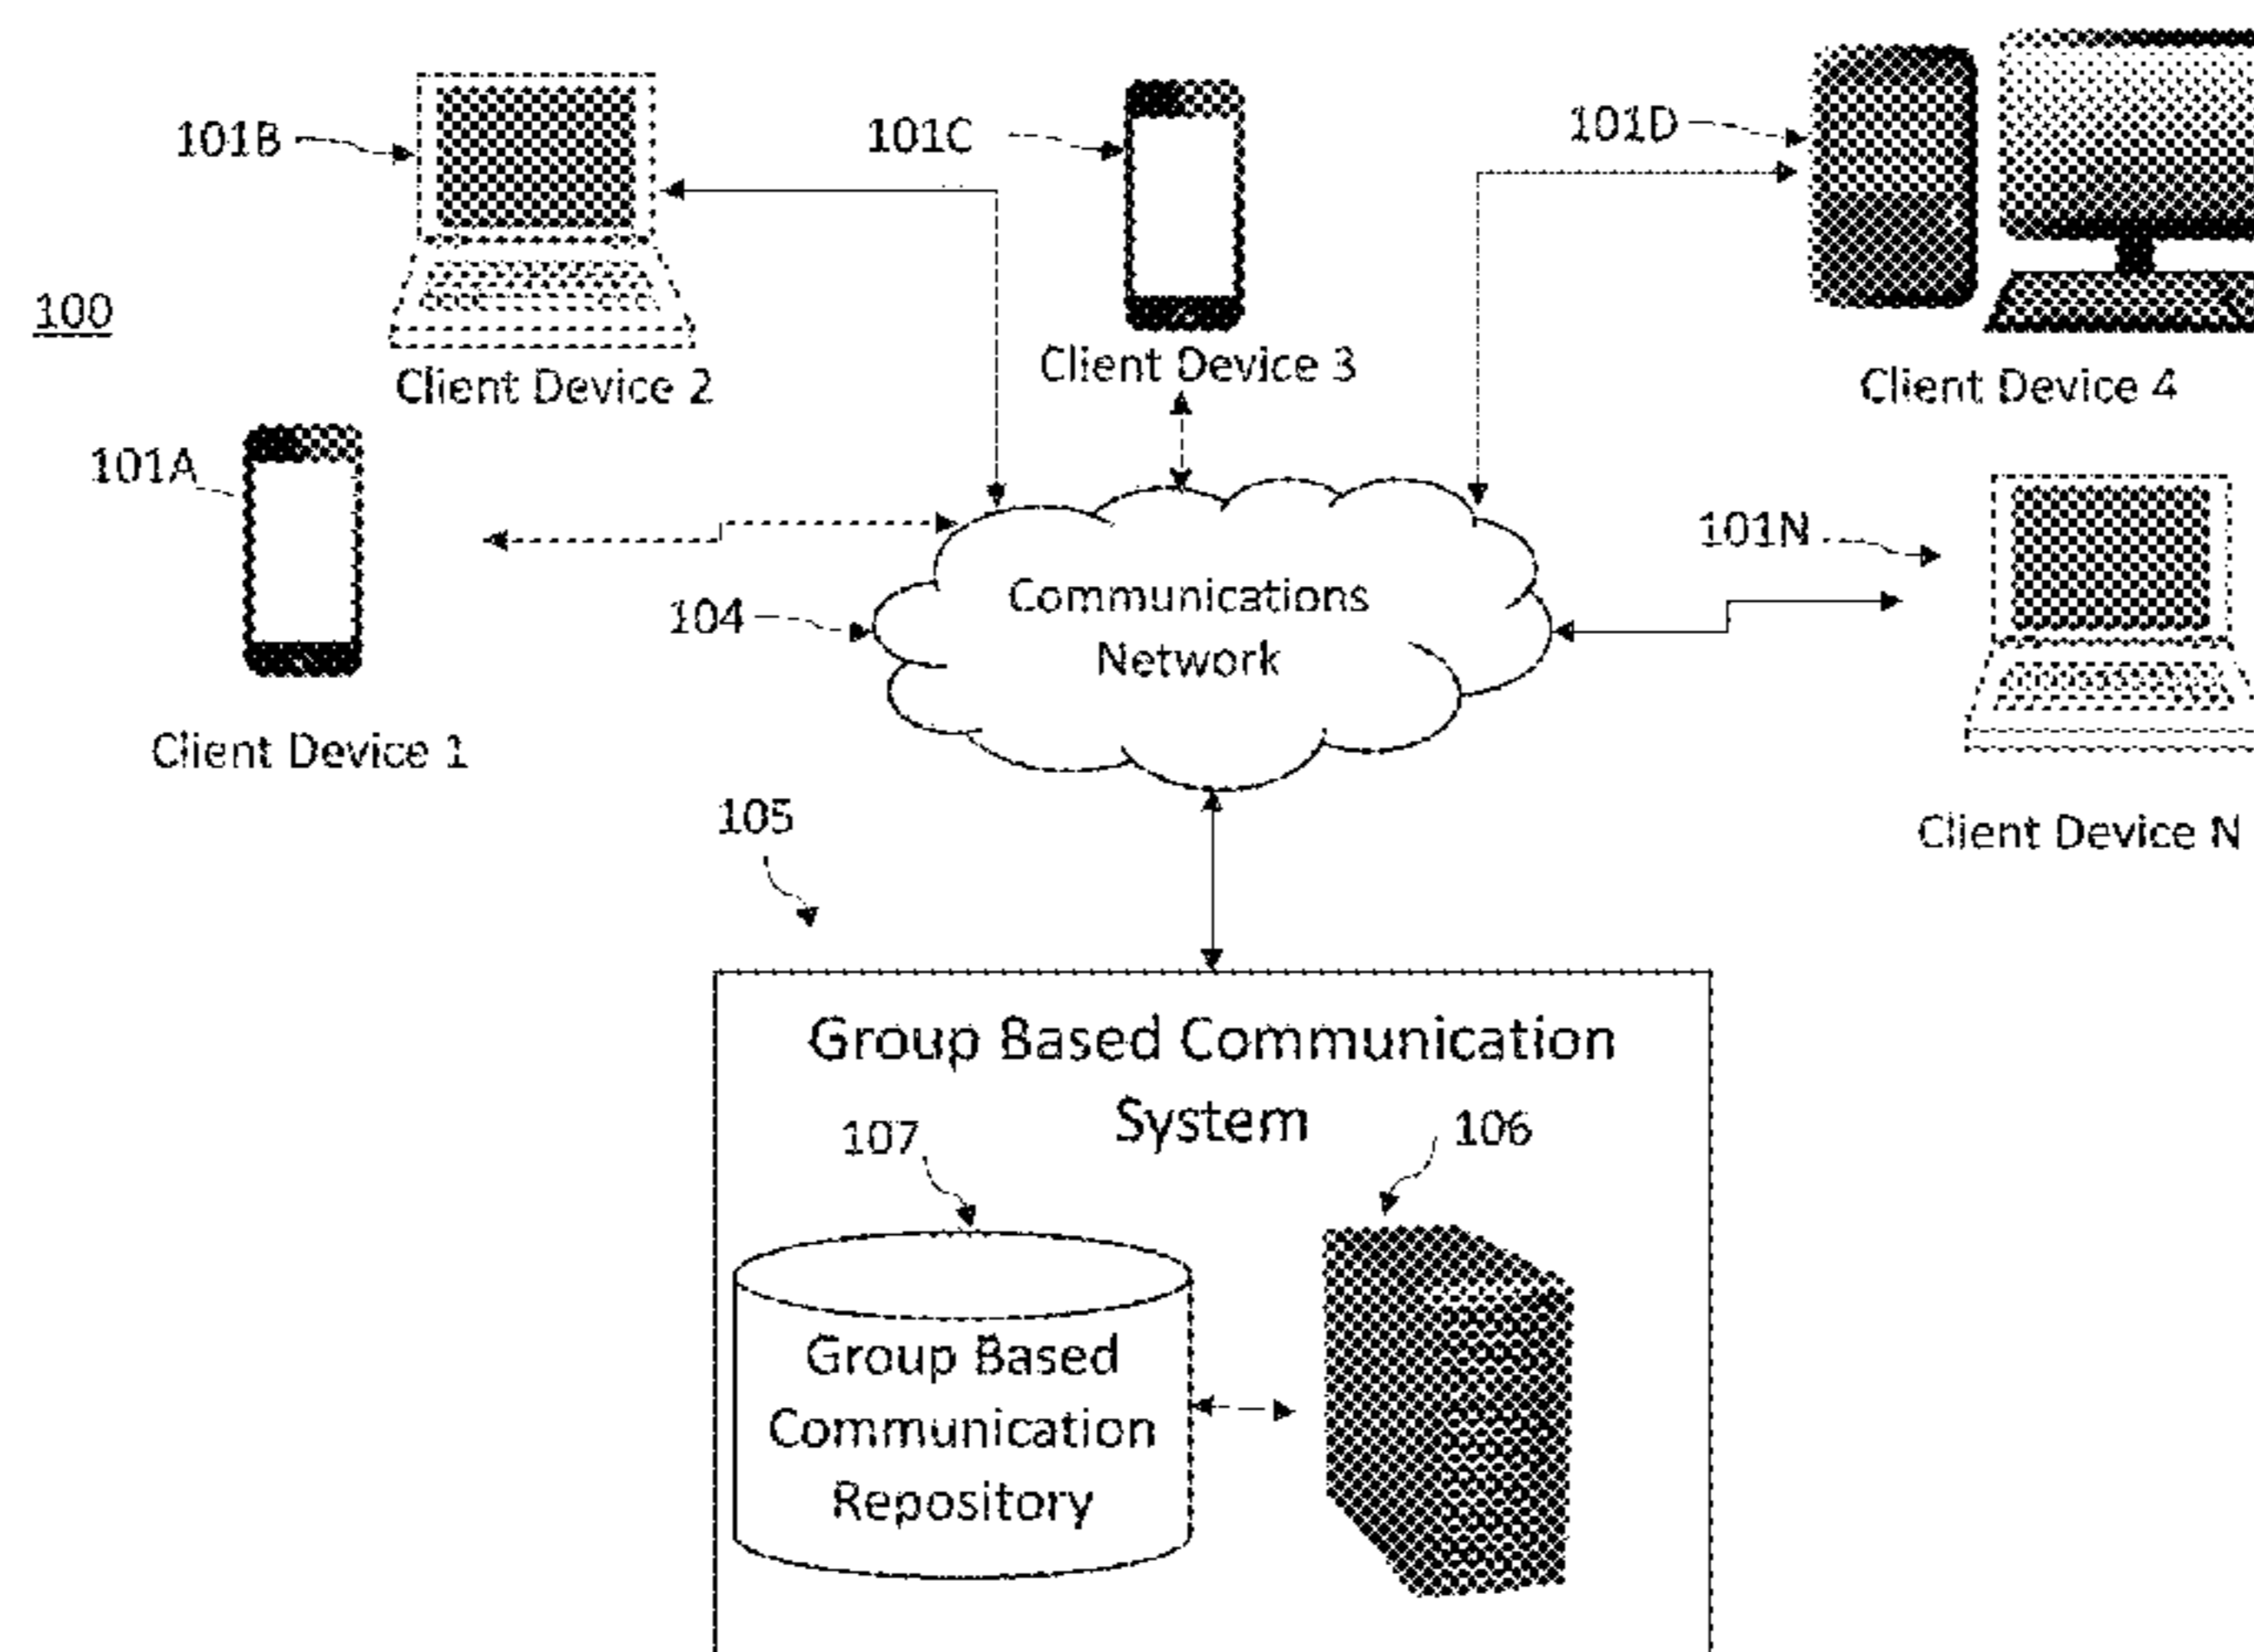 101B
101C
101D
100
Client Device 2
Client Device 3
Client Device 4
101A
101N
104
Communications
Network
Client Device 1
105
Client Device N
Group Based Communication
System
107
106
Group Based
Communication
Repository